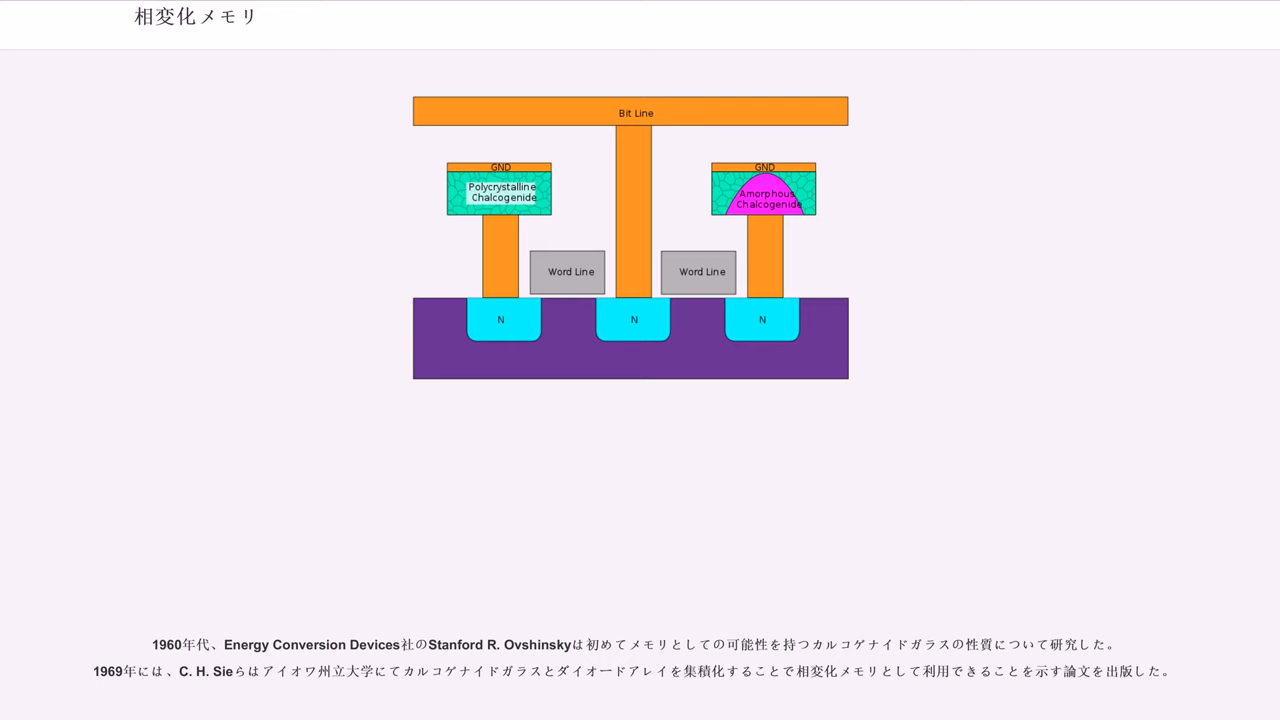 相変化メモリ
Bit Line
GND
GND
Polycrystalline
Chalcogenide
Amorphous
Chalcogenide
Word Line
Word Line
N
N
N
1960年代、Energy Conversion Devices社のStanford R. Ovshinskyは初めてメモリとしての可能性を持つカルコゲナイドガラスの性質について研究した。
1969年には、C. H. Sieらはアイオワ州立大学にてカルコゲナイドガラスとダイオードアレイを集積化することで相変化メモリとして利用できることを示す論文を出版した。